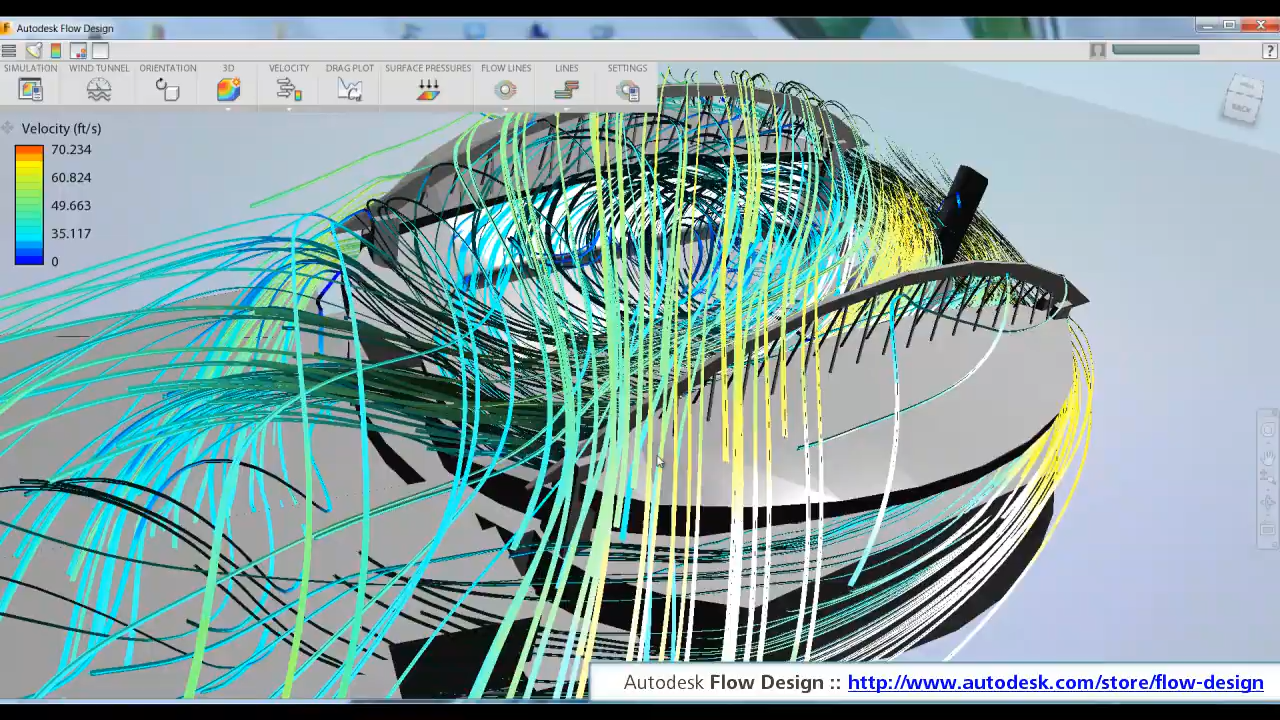 Autodesk Flow Design
SIMULATION WIND TUNNEL ORIENTATION 3D VELOCITY DRAG PLOT SURFACE PRESSURES FLOW LINES LINES SETTINGS
Velocity (ft/s)
70.234
60.824
49.663
35.117
0
BACK
Autodesk Flow Design :: http://www.autodesk.com/store/flow-design